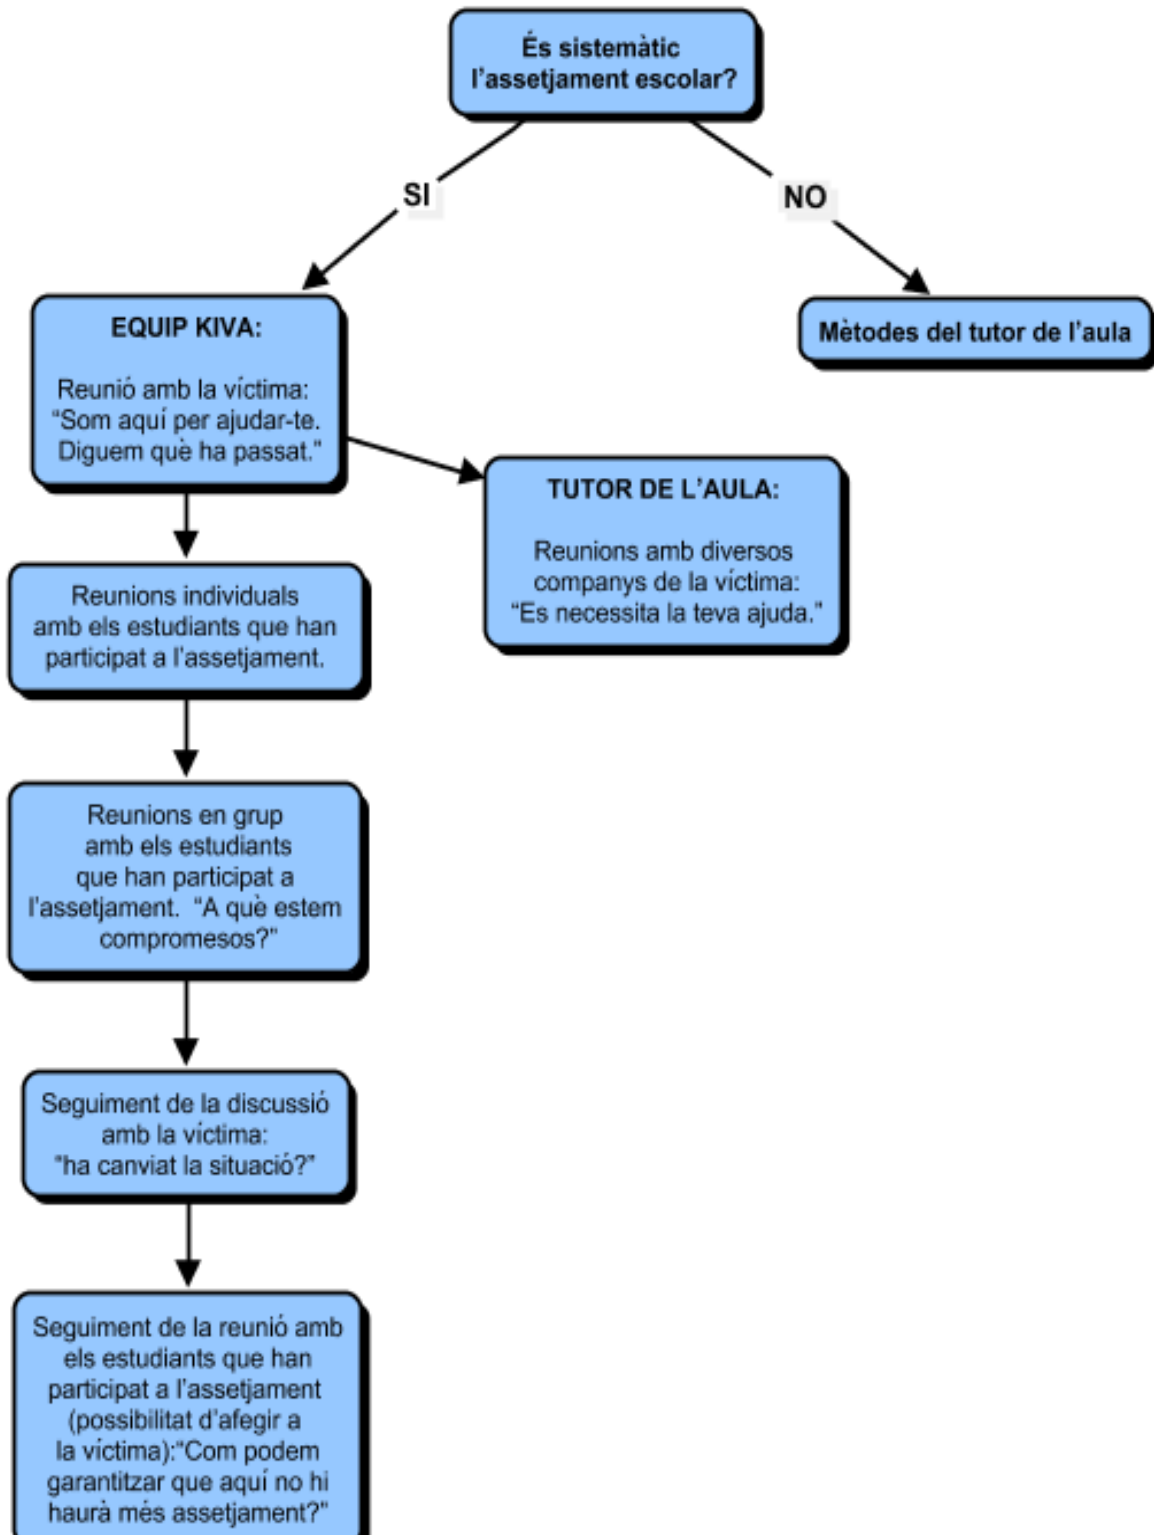 És sistemàtic
l'assetjament escolar?
SI
NO
EQUIP KIVA:
Reunió amb la víctima:
“Som aquí per ajudar-te.
Diguem què ha passat.”
Mètodes del tutor de l'aula
TUTOR DE L'AULA:
Reunions amb diversos
companys de la víctima:
“Es necessita la teva ajuda.”
Reunions individuals
amb els estudiants que han
participat a l'assetjament.
Reunions en grup
amb els estudiants
que han participat a
l'assetjament. “A què estem
compromesos?”
Seguiment de la discussió
amb la víctima:
“ha canviat la situació?”
Seguiment de la reunió amb
els estudiants que han
participat a l'assetjament
(possibilitat d'afegir a
la víctima):“Com podem
garantitzar que aquí no hi
haurà més assetjament?”